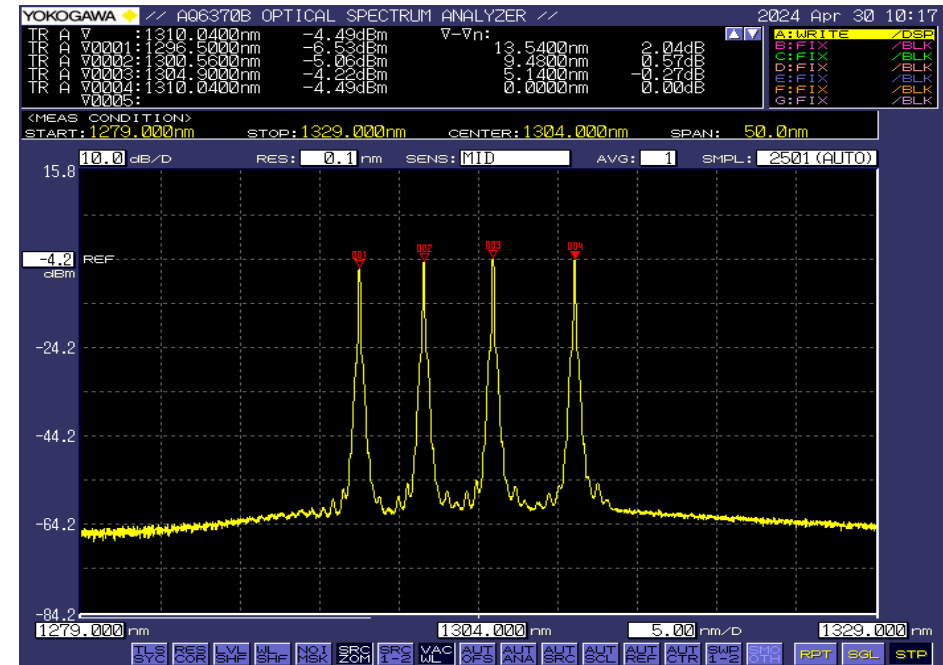 YOKOGAWA // AQ6370B OPTICAL SPECTRUM ANALYZER // 2024 Apr 30 10:17
TR A ∇ :1310.0400nm -4.49dBm ∇-∇n:
TR A ∇0001:1296.5000nm -6.53dBm 13.5400nm 2.04dB
TR A ∇0002:1300.5600nm -5.06dBm 9.4800nm 0.57dB
TR A ∇0003:1304.9000nm -4.22dBm 5.1400nm -0.27dB
TR A ∇0004:1310.0400nm -4.49dBm 0.0000nm 0.00dB
∇0005:
A:WRITE /DSP
B:FIX /BLK
C:FIX /BLK
D:FIX /BLK
E:FIX /BLK
F:FIX /BLK
G:FIX /BLK
<MEAS CONDITION>
START:1279.000nm STOP:1329.000nm CENTER:1304.000nm SPAN: 50.0nm
10.0 dB/D RES: 0.1 nm SENS: MID AVG: 1 SMPL: 2501(AUTO)
15.8
001 002 003 004
-4.2 REF
dBm
-24.2
-44.2
-64.2
-84.2
1279.000 nm 1304.000 nm 5.00 nm/D 1329.000 nm
TLS SYC RES COR LVL SHF WL SHF NOI MSK SRC ZOM SRC 1-2 VAC WL AUT OFS AUT ANA AUT SRC AUT SCL AUT REF AUT CTR SWP 1-2 SMO OTH RPT SGL STP